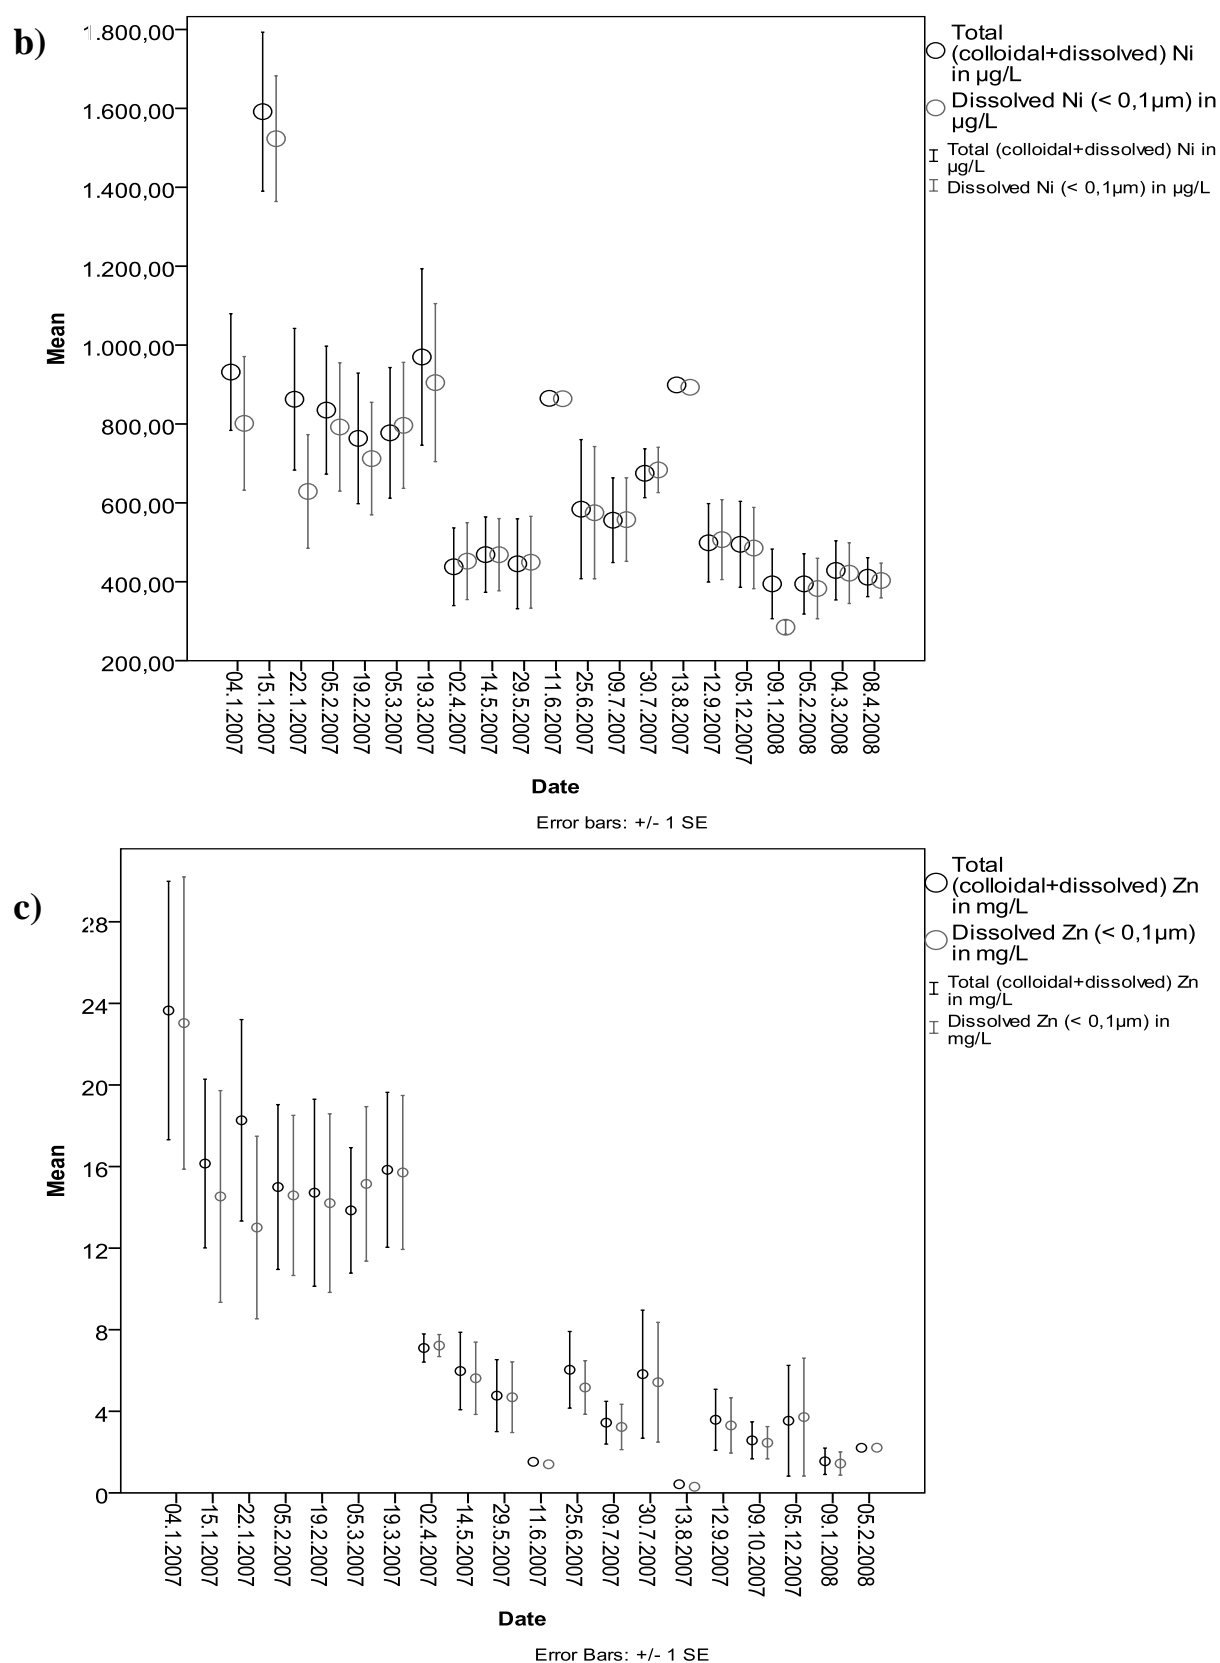 b)
1.800,00
1.600,00
1.400,00
1.200,00
1.000,00
800,00
600,00
400,00
200,00
Mean
04.1.2007
15.1.2007
22.1.2007
05.2.2007
19.2.2007
05.3.2007
19.3.2007
02.4.2007
14.5.2007
29.5.2007
11.6.2007
25.6.2007
09.7.2007
30.7.2007
13.8.2007
12.9.2007
05.12.2007
09.1.2008
05.2.2008
04.3.2008
08.4.2008
Date
Error bars: +/- 1 SE
Total
(colloidal+dissolved) Ni
in µg/L
Dissolved Ni (< 0,1µm) in
µg/L
Total (colloidal+dissolved) Ni in
µg/L
Dissolved Ni (< 0,1µm) in µg/L
c)
28
24
20
16
12
8
4
0
Mean
04.1.2007
15.1.2007
22.1.2007
05.2.2007
19.2.2007
05.3.2007
19.3.2007
02.4.2007
14.5.2007
29.5.2007
11.6.2007
25.6.2007
09.7.2007
30.7.2007
13.8.2007
12.9.2007
09.10.2007
05.12.2007
09.1.2008
05.2.2008
Date
Error Bars: +/- 1 SE
Total
(colloidal+dissolved) Zn
in mg/L
Dissolved Zn (< 0,1µm)
in mg/L
Total (colloidal+dissolved) Zn
in mg/L
Dissolved Zn (< 0,1µm) in
mg/L